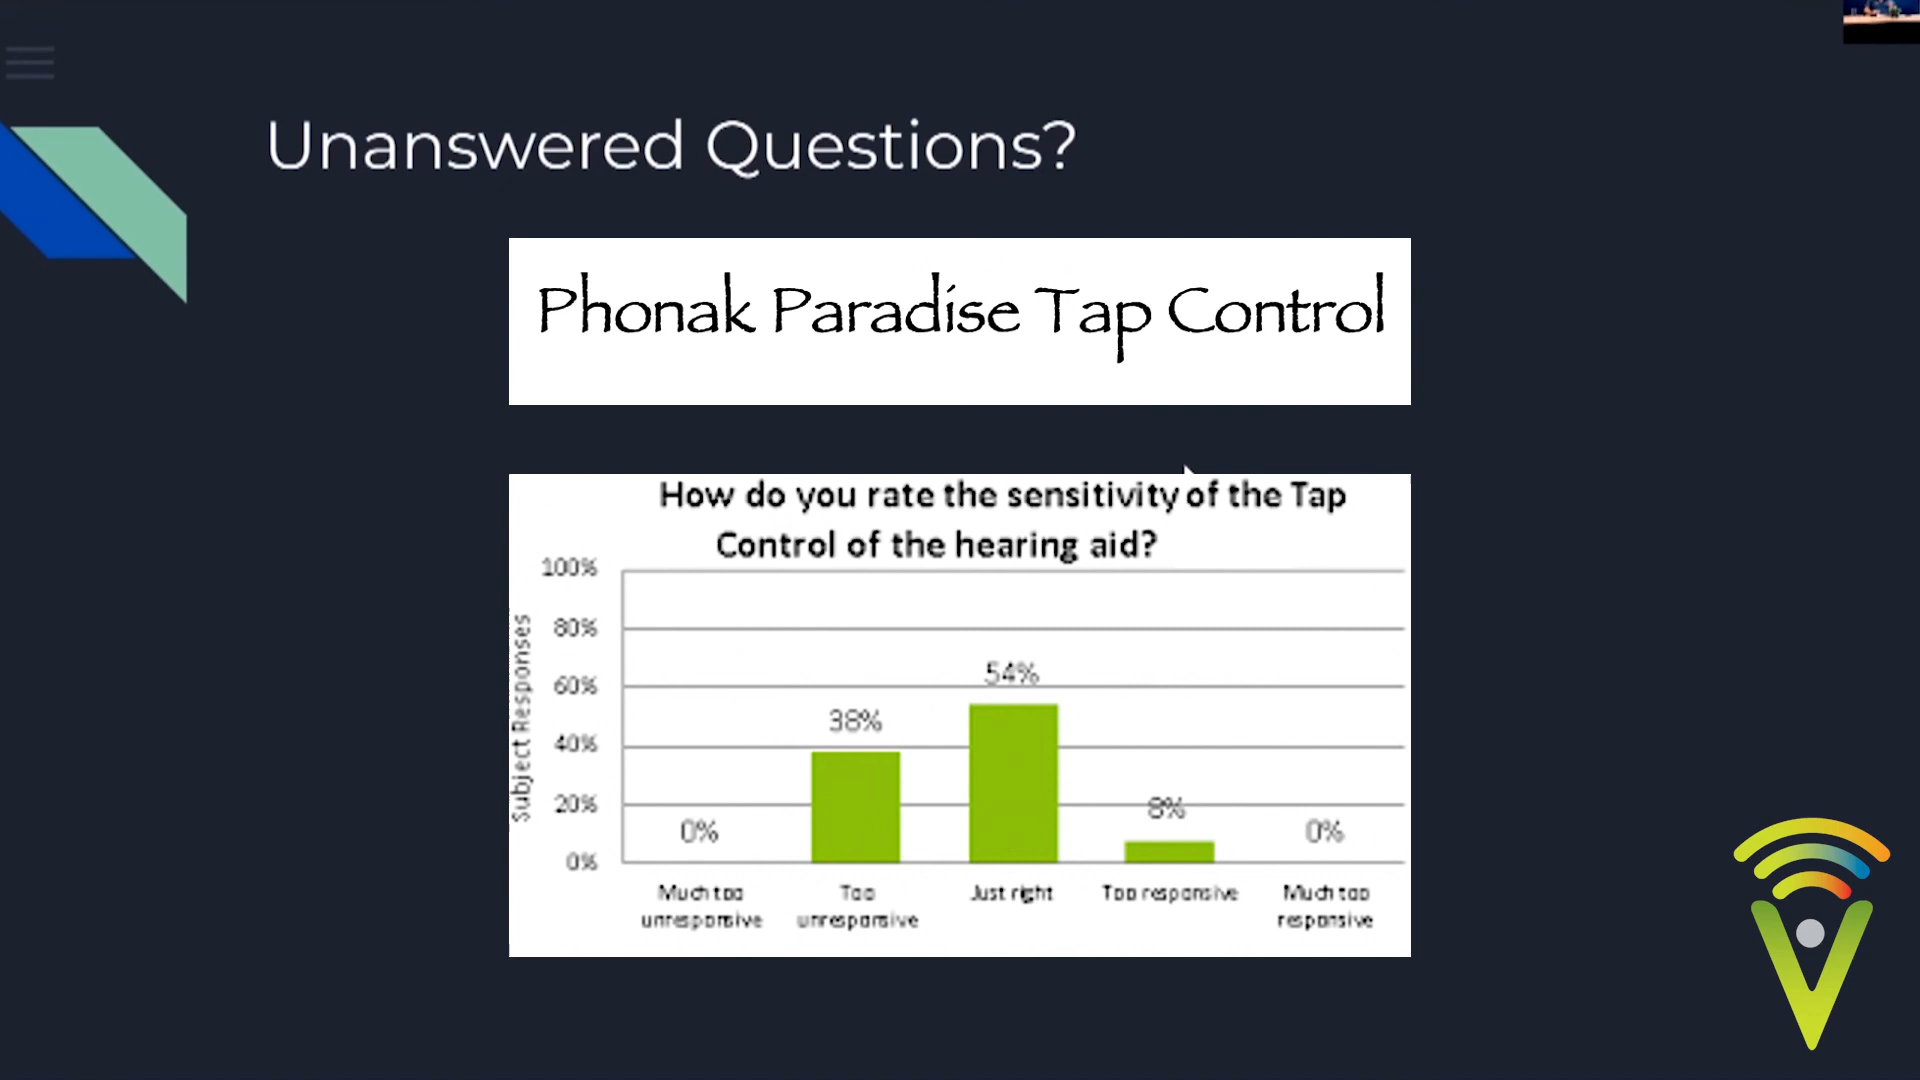 Unanswered Questions?
Phonak Paradise Tap Control
How do you rate the sensitivity of the Tap
Control of the hearing aid?
Subject Responses
100%
80%
60%
40%
20%
0%
0%
38%
54%
8%
0%
Much too
unresponsive
Too
unresponsive
Just right
Too responsive
Much too
responsive